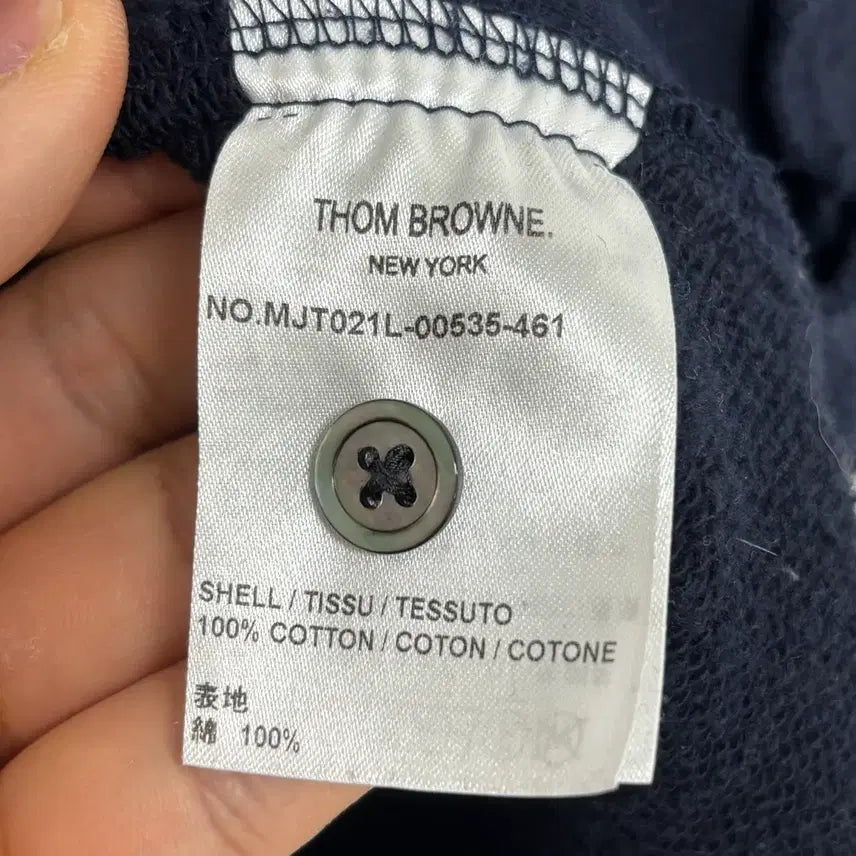 THOM BROWNE.
NEW YORK
NO.MJT021L-00535-461
SHELL / TISSU / TESSUTO
100% COTTON / COTON / COTONE
表地
綿 100%